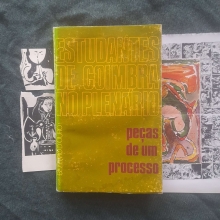 ESTUDANTES
DE COIMBRA
NO PLENÁRIO
peças
de um
processo